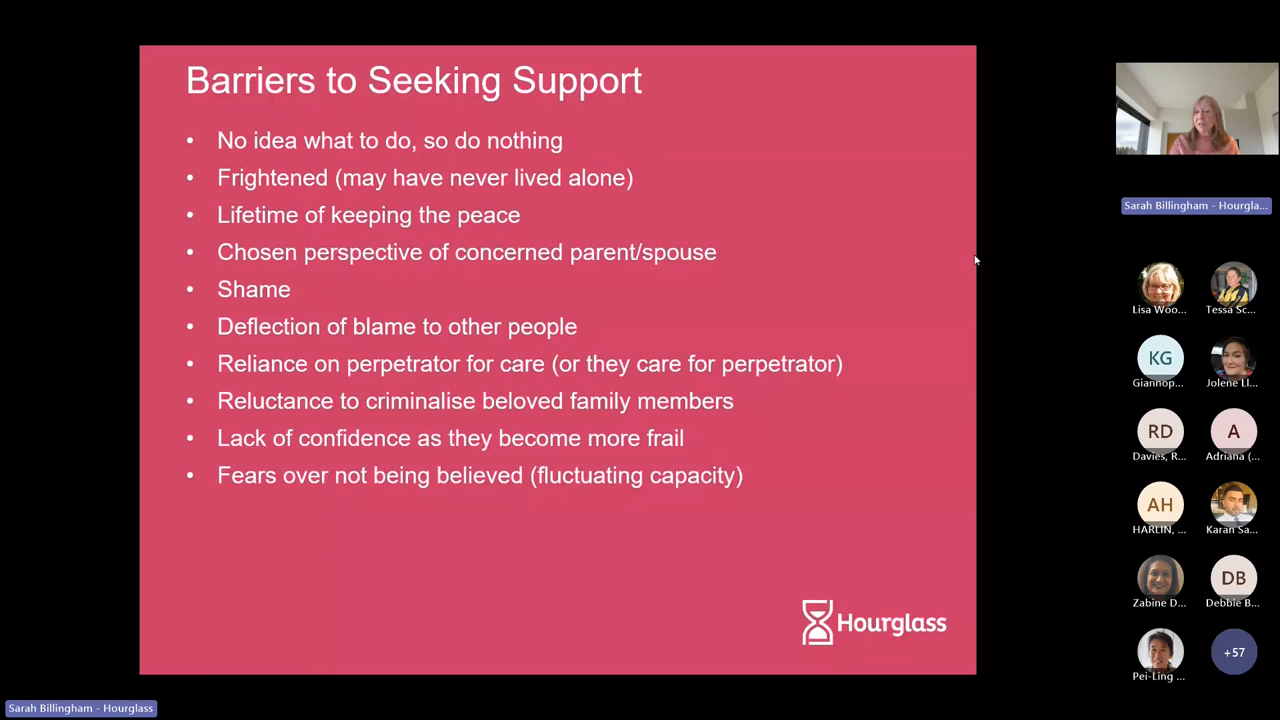 Barriers to Seeking Support
• No idea what to do, so do nothing
• Frightened (may have never lived alone)
• Lifetime of keeping the peace
• Chosen perspective of concerned parent/spouse
• Shame
• Deflection of blame to other people
• Reliance on perpetrator for care (or they care for perpetrator)
• Reluctance to criminalise beloved family members
• Lack of confidence as they become more frail
• Fears over not being believed (fluctuating capacity)
Hourglass
Sarah Billingham - Hourgla...
Lisa Woo... Tessa Sc...
KG
Giannop... Jolene Ll...
RD A
Davies, R... Adriana (...
AH
HARLIN, ... Karan Sa...
DB
Zabine D... Debbie B...
+57
Pei-Ling ...
Sarah Billingham - Hourglass